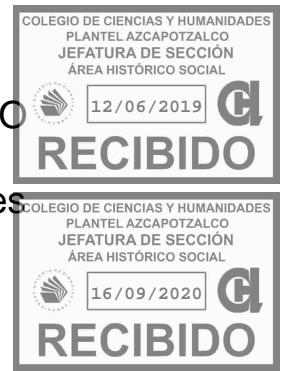 COLEGIO DE CIENCIAS Y HUMANIDADES
PLANTEL AZCAPOTZALCO
JEFATURA DE SECCIÓN
ÁREA HISTÓRICO SOCIAL
12/06/2019
RECIBIDO
COLEGIO DE CIENCIAS Y HUMANIDADES
PLANTEL AZCAPOTZALCO
JEFATURA DE SECCIÓN
ÁREA HISTÓRICO SOCIAL
16/09/2020
RECIBIDO